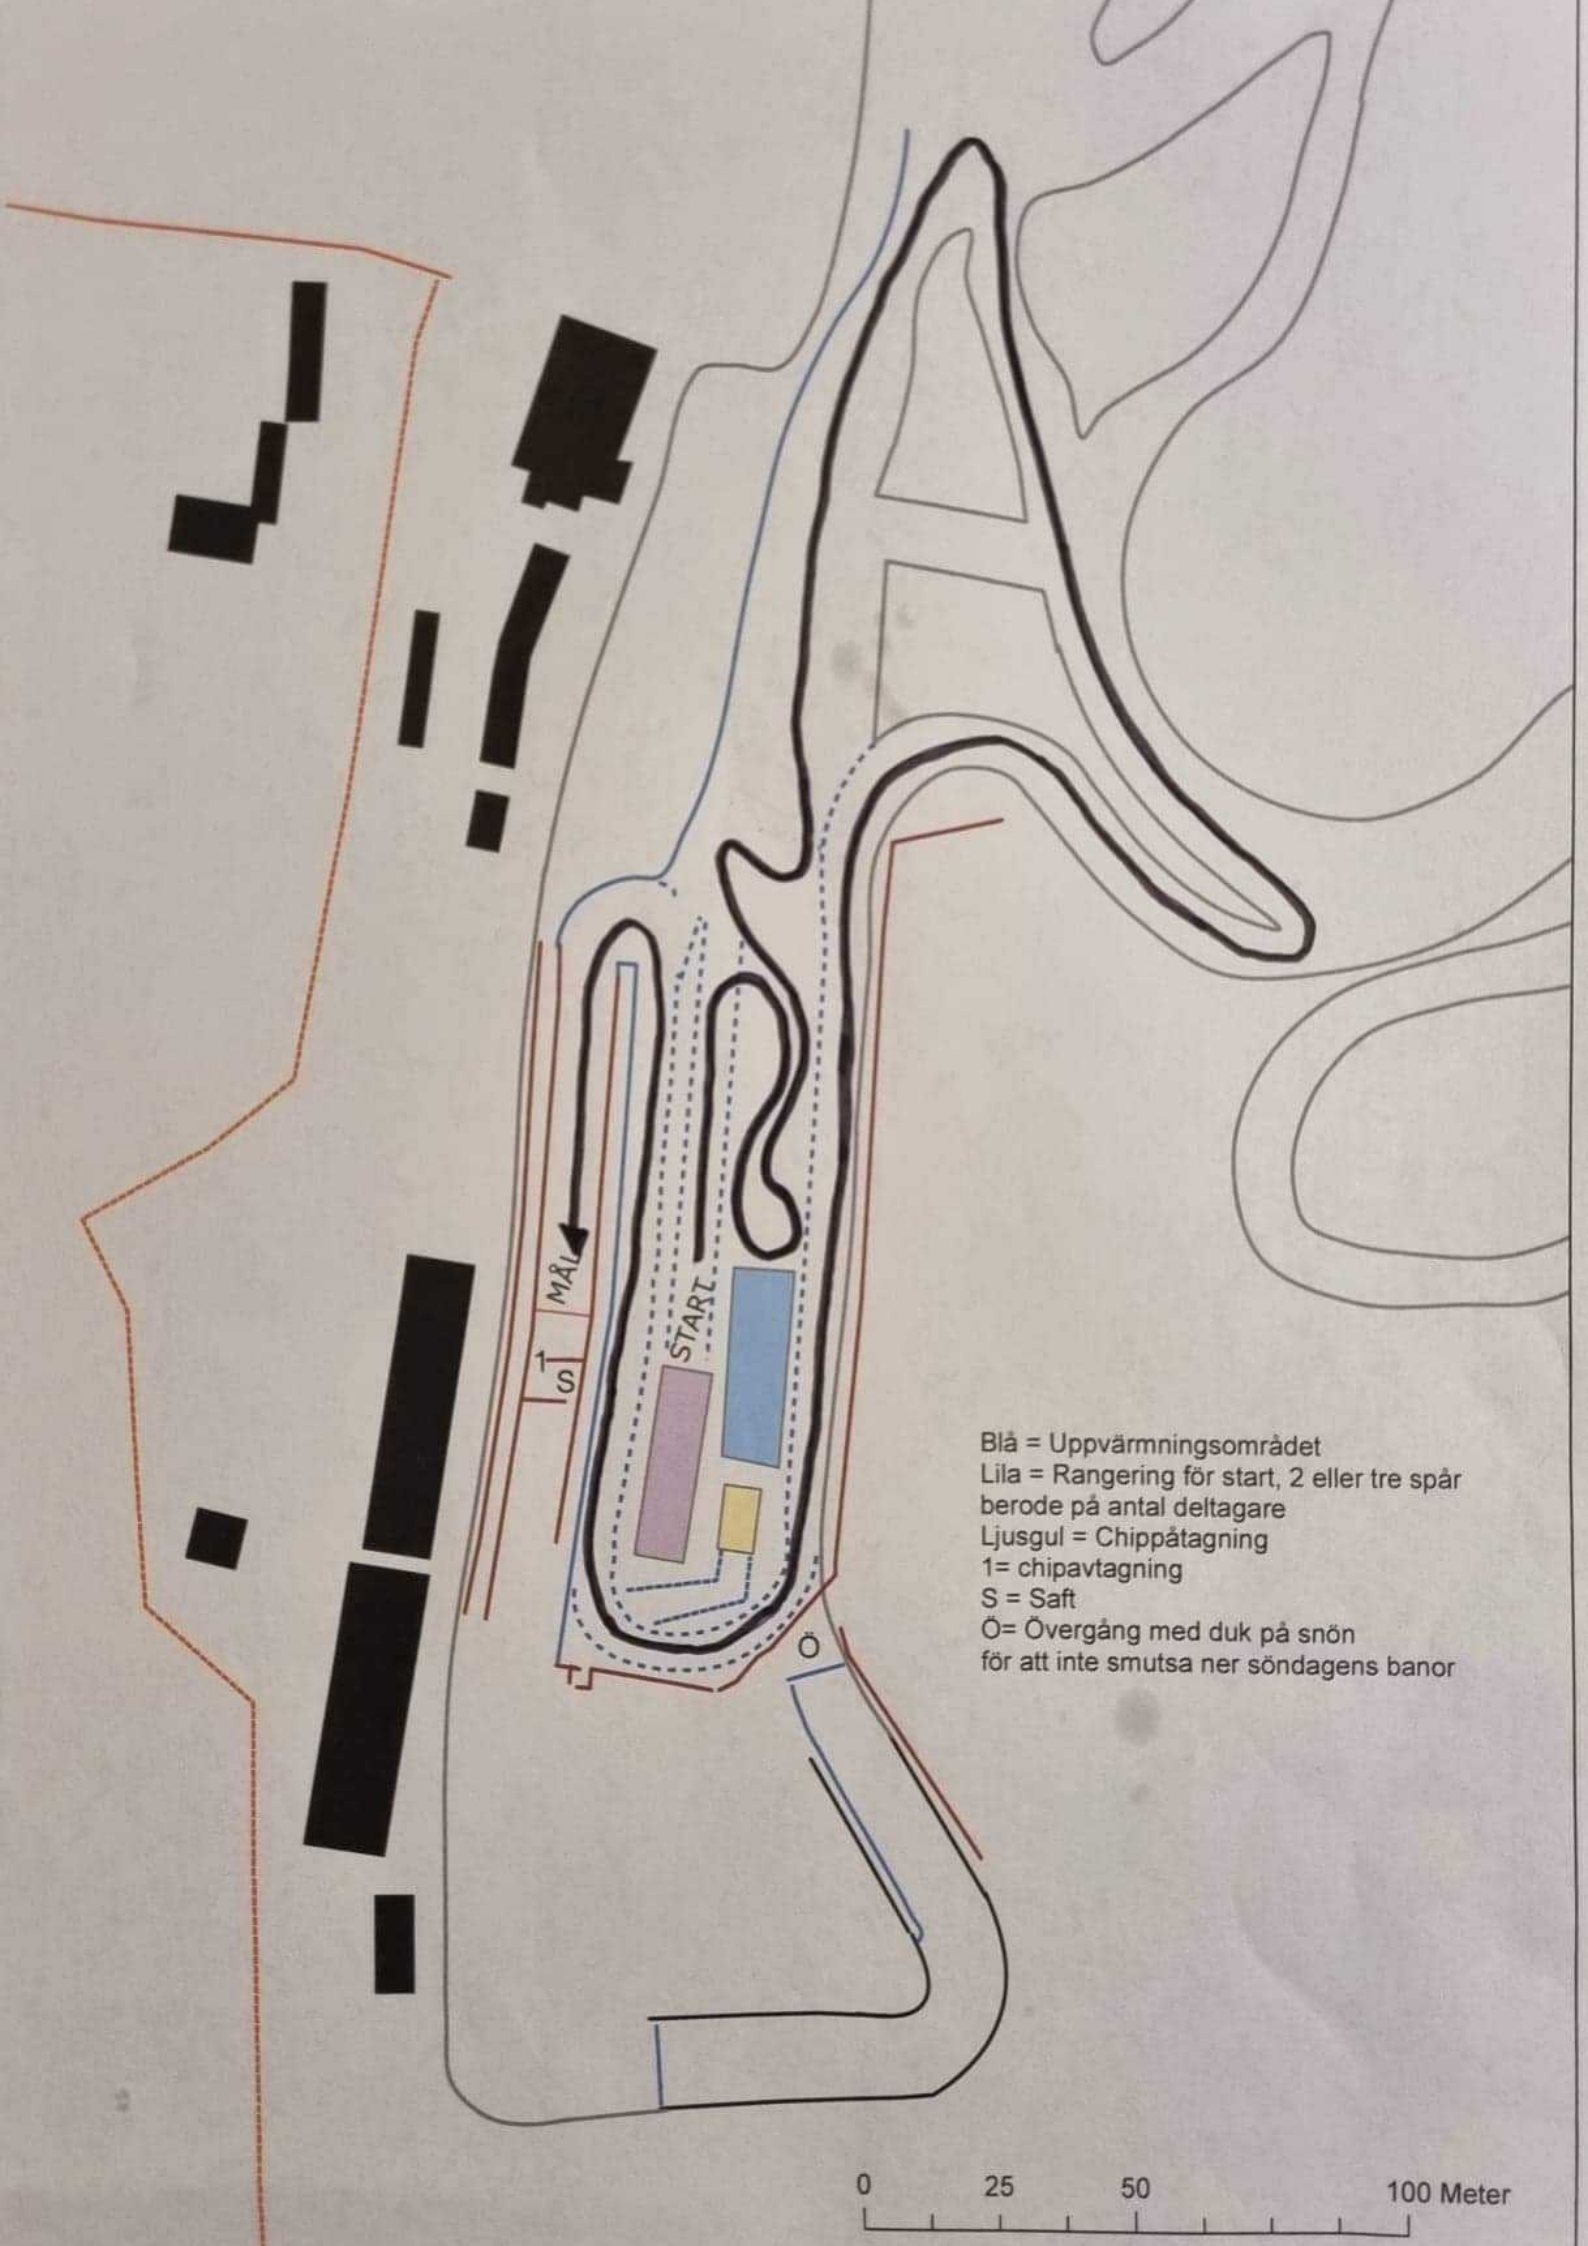 MÅL
START
1
S
Blå = Uppvärmningsområdet
Lila = Rangering för start, 2 eller tre spår
berode på antal deltagare
Ljusgul = Chippåtagning
1= chipavtagning
S = Saft
Ö= Övergång med duk på snön
för att inte smutsa ner söndagens banor
Ö
0 25 50 100 Meter